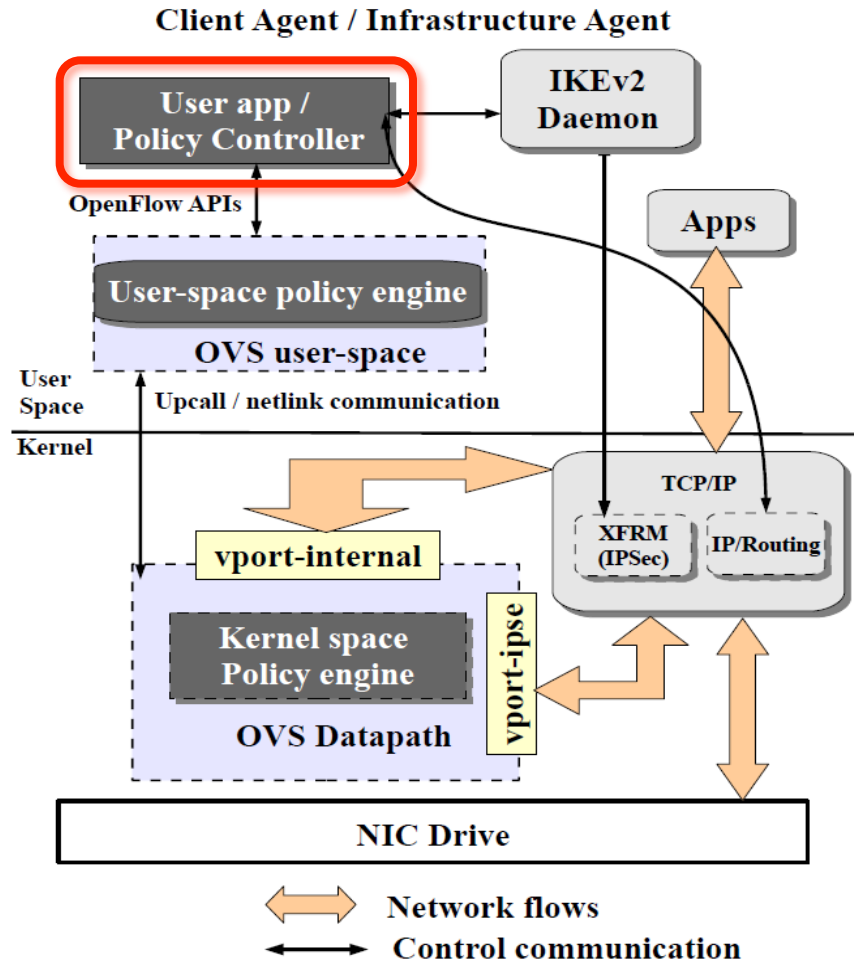 Client Agent / Infrastructure Agent
User app /
Policy Controller
IKEv2
Daemon
OpenFlow APIs
Apps
User-space policy engine
OVS user-space
User
Space
Upcall / netlink communication
Kernel
TCP/IP
vport-internal
XFRM
(IPSec)
IP/Routing
Kernel space
Policy engine
vport-ipse
OVS Datapath
NIC Drive
Network flows
Control communication